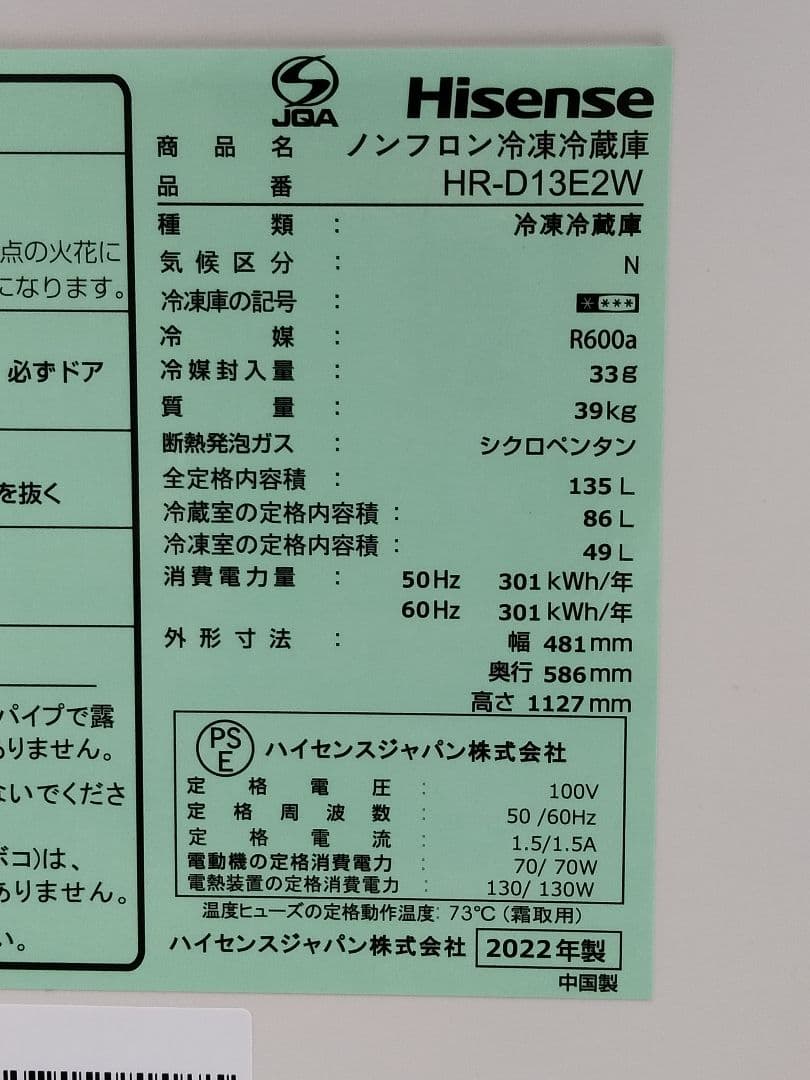 点の火花に
になります。
必ずドア
を抜く
パイプで露
ありません。
ないでくださ
ボコ)は、
ありません。
い。
JQA
Hisense
商品名 ノンフロン冷凍冷蔵庫
品番 HR-D13E2W
種類 : 冷凍冷蔵庫
気候区分 : N
冷凍庫の記号 : * ***
冷媒 : R600a
冷媒封入量 : 33g
質量 : 39kg
断熱発泡ガス : シクロペンタン
全定格内容積 : 135 L
冷蔵室の定格内容積 : 86 L
冷凍室の定格内容積 : 49 L
消費電力量 : 50Hz 301kWh/年
60Hz 301kWh/年
外形寸法 : 幅 481mm
奥行 586mm
高さ 1127mm
PSE ハイセンスジャパン株式会社
定格電圧 : 100V
定格周波数 : 50 /60Hz
定格電流 : 1.5/1.5A
電動機の定格消費電力 : 70/ 70W
電熱装置の定格消費電力 : 130/ 130W
温度ヒューズの定格動作温度: 73℃ (霜取用)
ハイセンスジャパン株式会社 2022年製
中国製